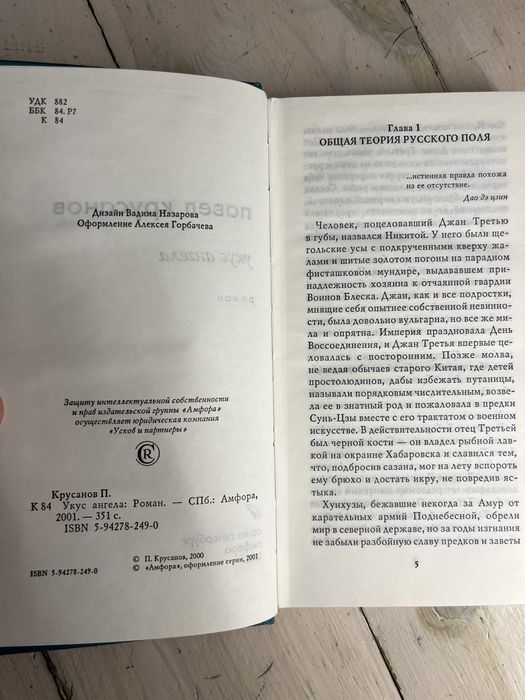 УДК 882
ББК 84. Р7
К 84
Дизайн Вадима Назарова
Оформление Алексея Горбачева
Защиту интеллектуальной собственности
и прав издательской группы «Амфора»
осуществляет юридическая компания
«Усков и партнеры»
Крусанов П.
К 84 Укус ангела: Роман. — СПб.: Амфора,
2001. — 351 с.
ISBN 5-94278-249-0
© П. Крусанов, 2000
ISBN 5-94278-249-0 © «Амфора», оформление серии, 2001
Глава 1
ОБЩАЯ ТЕОРИЯ РУССКОГО ПОЛЯ
...истинная правда похожа
на ее отсутствие.
Дао дэ цзин
Человек, поцеловавший Джан Третью
в губы, назвался Никитой. У него были ще-
гольские усы с подкрученными кверху жа-
лами и шитые золотом погоны на парадном
фисташковом мундире, выдававшем при-
надлежность хозяина к отчаянной гвардии
Воинов Блеска. Джан, как и все подростки,
мнящие себя опытнее собственной невинно-
сти, была довольно вульгарна, но все же ми-
ла и опрятна. Империя праздновала День
Воссоединения, и Джан Третья впервые це-
ловалась с посторонним. Позже молва,
не ведая обычаев старого Китая, где детей
простолюдинов, дабы избежать путаницы,
называли порядковым числительным, возве-
ла ее в знатный род и пожаловала в предки
Сунь-Цзы вместе с его трактатом о военном
искусстве. В действительности отец Третьей
был черной кости — он владел рыбной лав-
кой на окраине Хабаровска и славился тем,
что, подбросив сазана, мог на лету вспороть
ему брюхо и достать икру, не повредив яс-
тыка.
Хунхузы, бежавшие некогда за Амур от
карательных армий Поднебесной, обрели
мир в северной державе, но за годы изгнания
не забыли разбойную славу предков и заветы
5